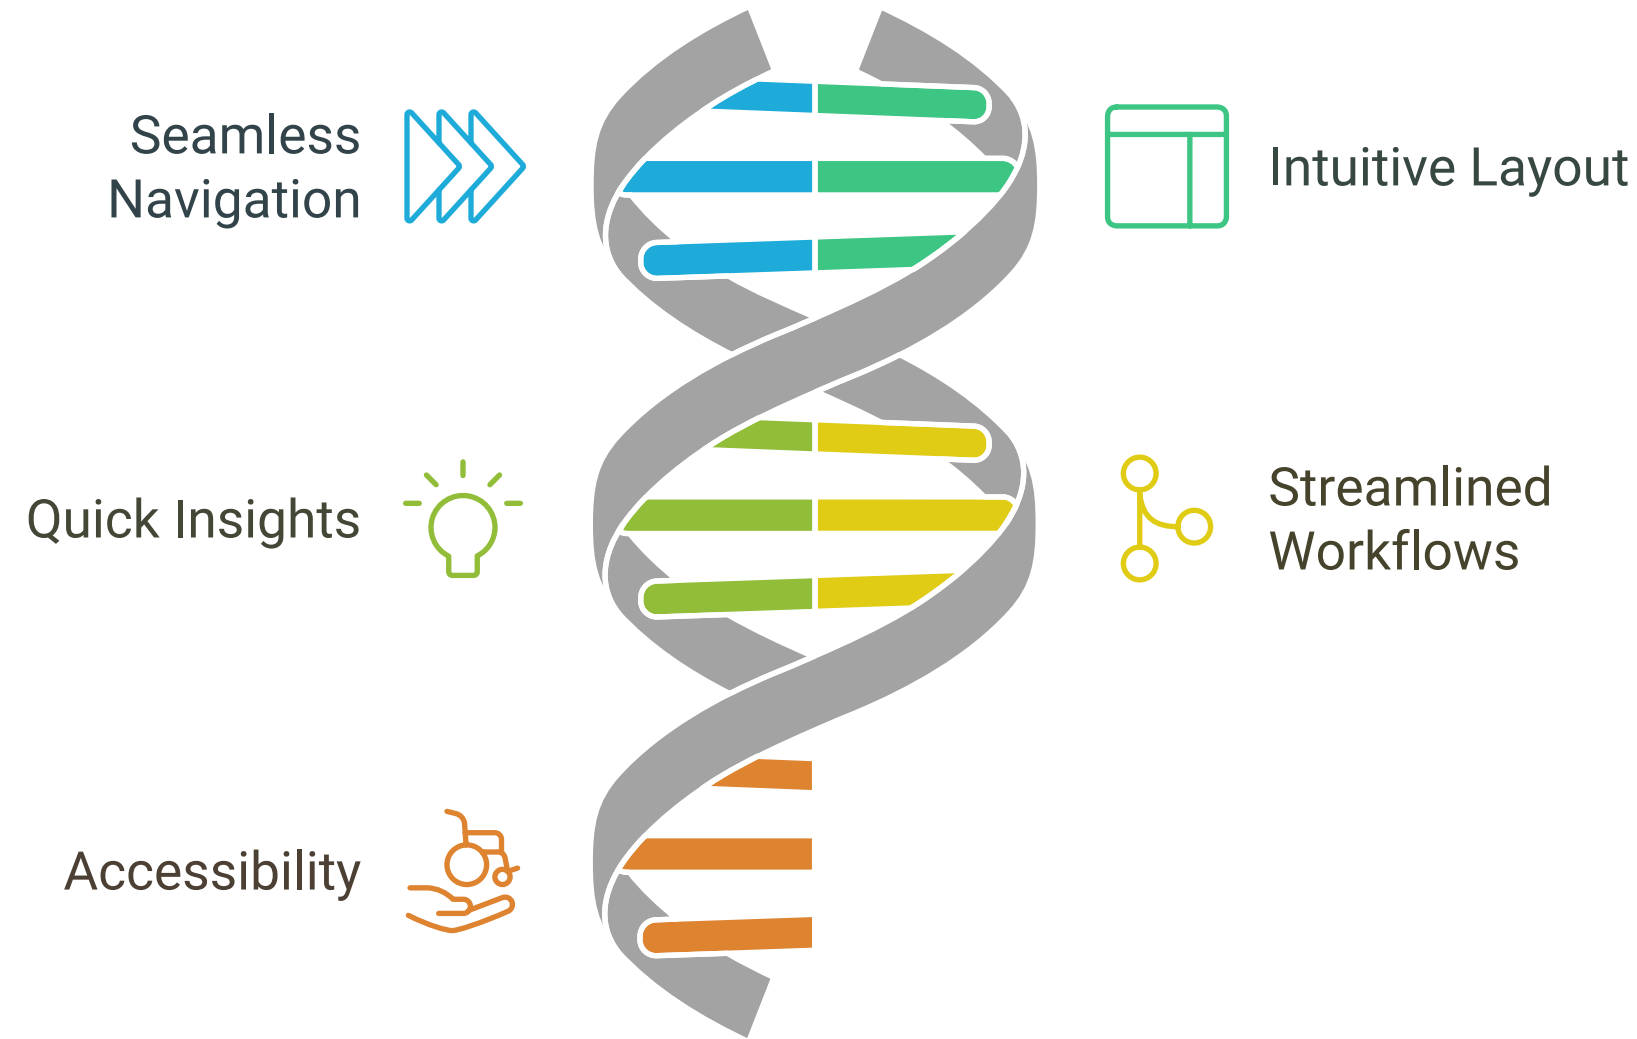 Seamless
Navigation
Intuitive Layout
Quick Insights
Streamlined
Workflows
Accessibility